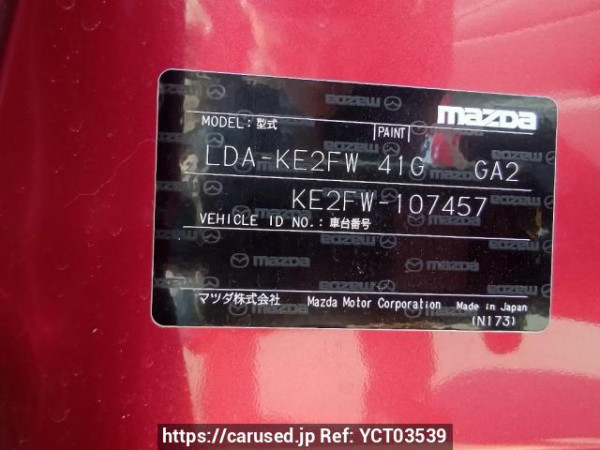 mazda
MODEL: 型式 PAINT
LDA-KE2FW 41G GA2
KE2FW-107457
VEHICLE ID NO.: 車台番号
マツダ株式会社 Mazda Motor Corporation Made in Japan
(N173)
https://carused.jp Ref: YCT03539